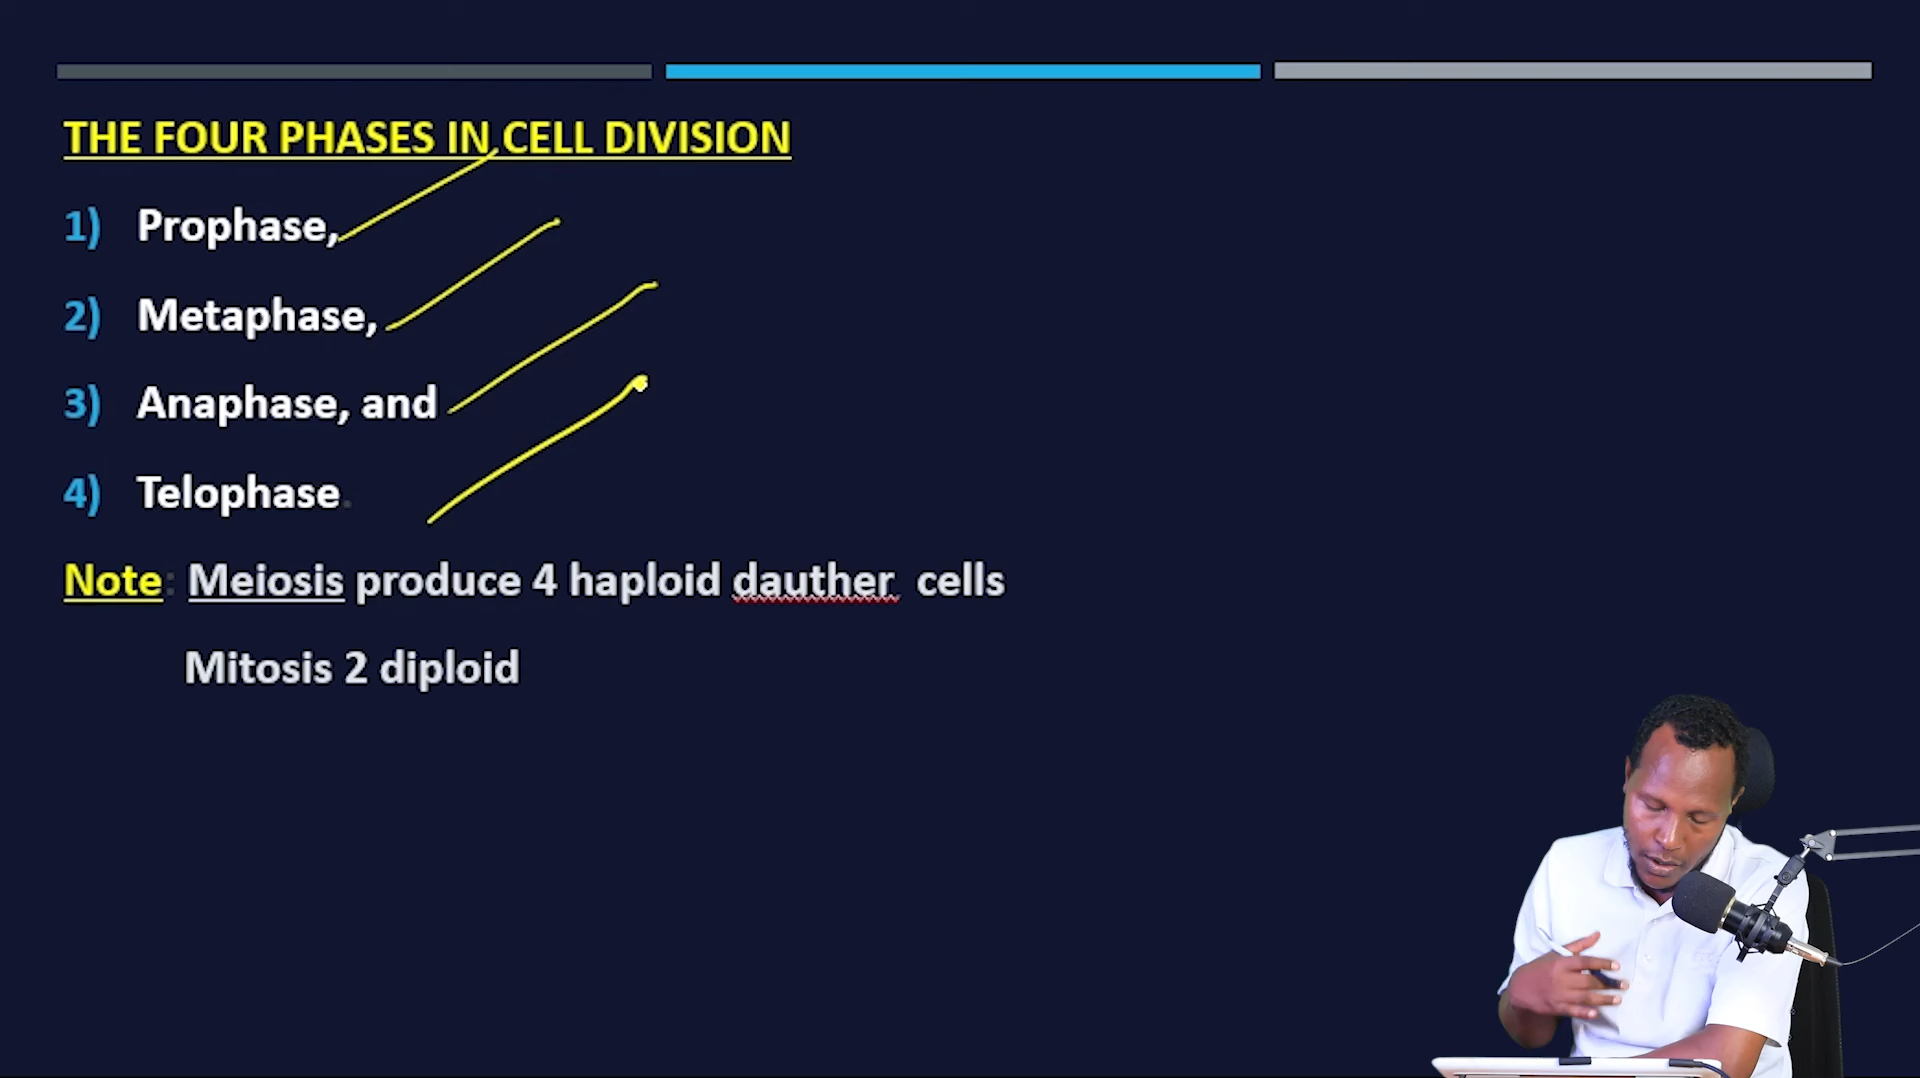 THE FOUR PHASES IN CELL DIVISION
1) Prophase,
2) Metaphase,
3) Anaphase, and
4) Telophase.
Note: Meiosis produce 4 haploid dauther cells
Mitosis 2 diploid